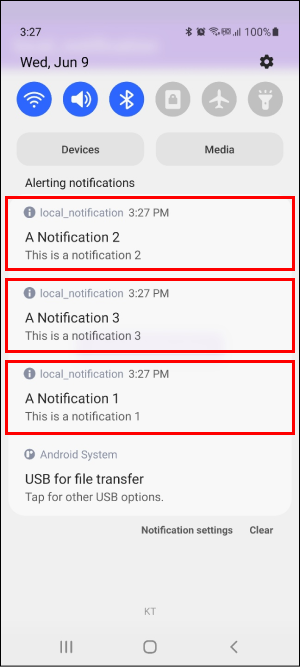 3:27
100%
Wed, Jun 9
Devices
Media
Alerting notifications
local_notification 3:27 PM
A Notification 2
This is a notification 2
local_notification 3:27 PM
A Notification 3
This is a notification 3
local_notification 3:27 PM
A Notification 1
This is a notification 1
Android System
USB for file transfer
Tap for other USB options.
Notification settings
Clear
KT